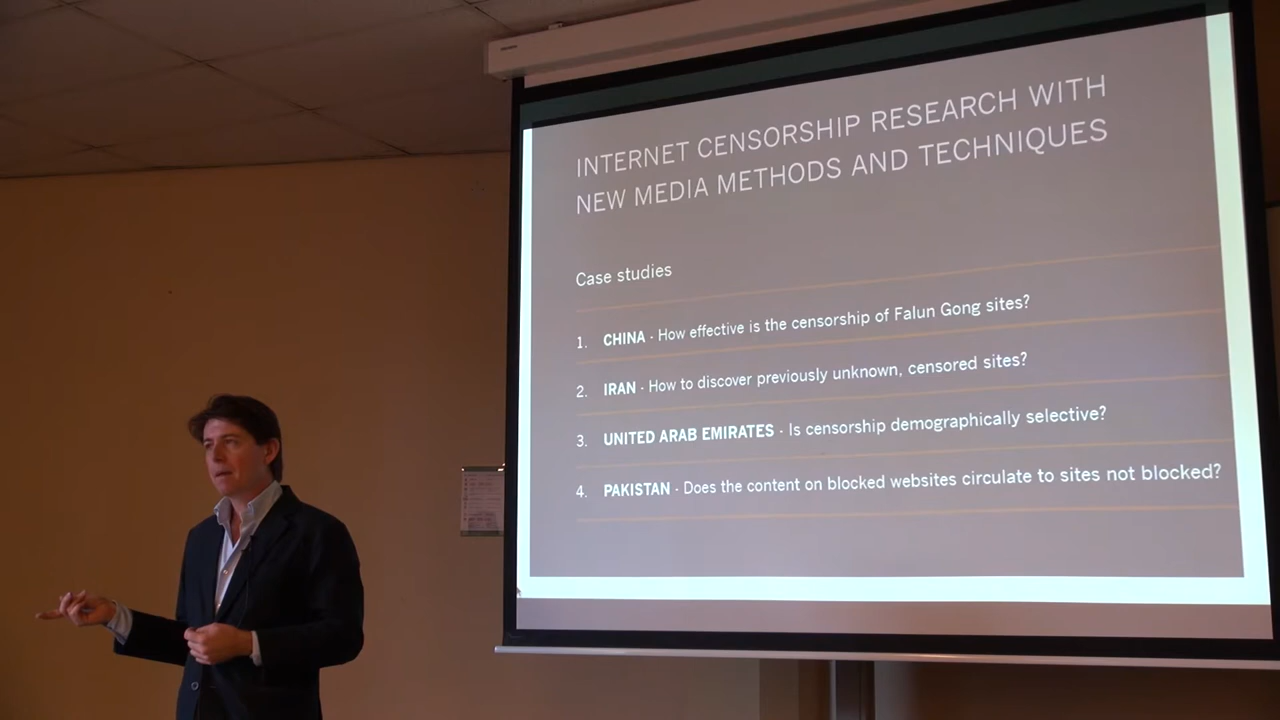 INTERNET CENSORSHIP RESEARCH WITH
NEW MEDIA METHODS AND TECHNIQUES
Case studies
1. CHINA - How effective is the censorship of Falun Gong sites?
2. IRAN - How to discover previously unknown, censored sites?
3. UNITED ARAB EMIRATES - Is censorship demographically selective?
4. PAKISTAN - Does the content on blocked websites circulate to sites not blocked?